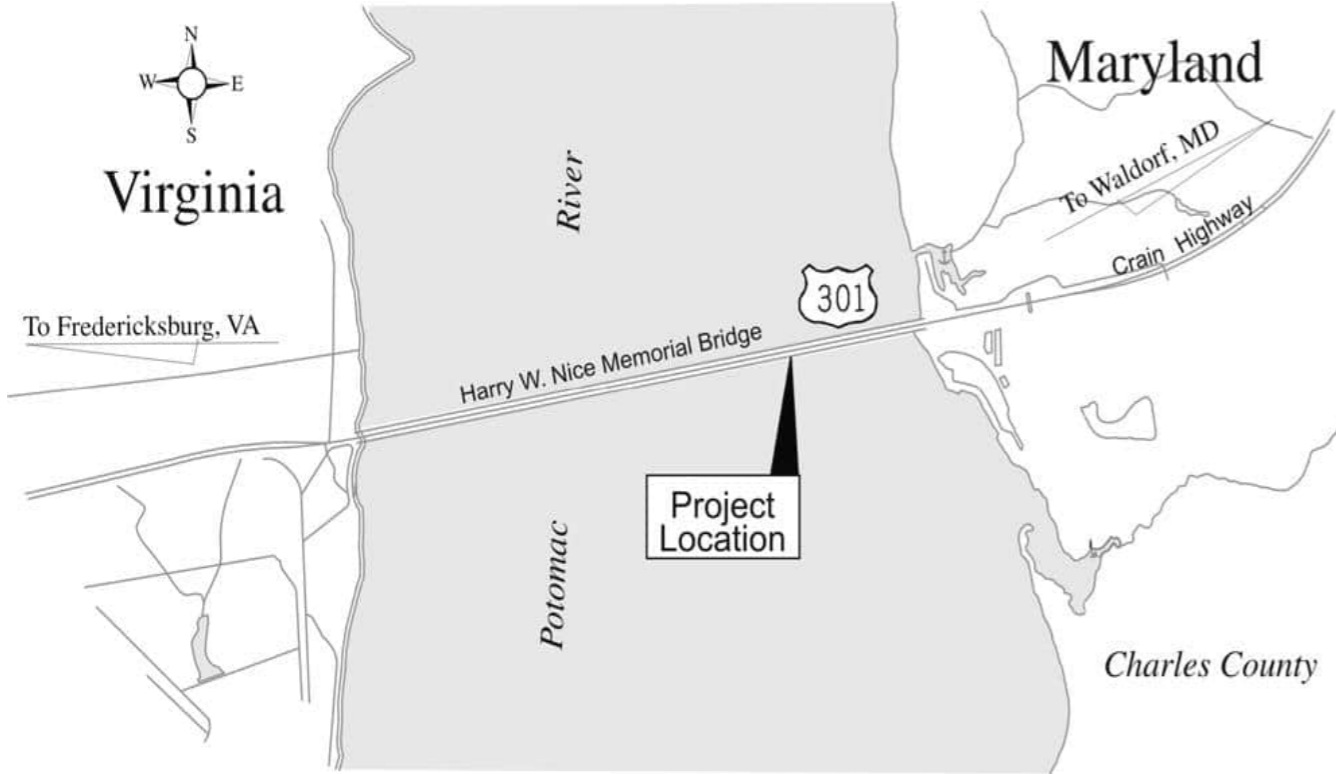 N
W
E
S
Virginia
Maryland
River
To Waldorf, MD
Crain Highway
301
To Fredericksburg, VA
Harry W. Nice Memorial Bridge
Project
Location
Potomac
Charles County